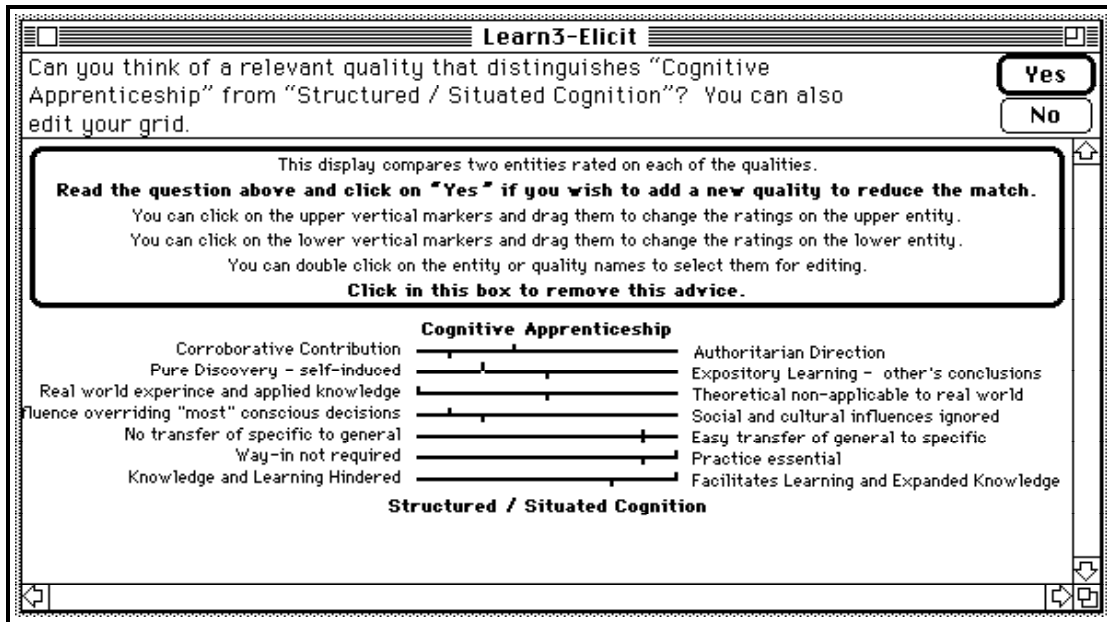 Learn3-Elicit
Can you think of a relevant quality that distinguishes “Cognitive
Apprenticeship” from “Structured / Situated Cognition”? You can also
edit your grid.
Yes
No
This display compares two entities rated on each of the qualities.
Read the question above and click on "Yes" if you wish to add a new quality to reduce the match.
You can click on the upper vertical markers and drag them to change the ratings on the upper entity.
You can click on the lower vertical markers and drag them to change the ratings on the lower entity.
You can double click on the entity or quality names to select them for editing.
Click in this box to remove this advice.
Cognitive Apprenticeship
Corroborative Contribution Authoritarian Direction
Pure Discovery - self-induced Expository Learning - other's conclusions
Real world experince and applied knowledge Theoretical non-applicable to real world
fluence overriding "most" conscious decisions Social and cultural influences ignored
No transfer of specific to general Easy transfer of general to specific
Way-in not required Practice essential
Knowledge and Learning Hindered Facilitates Learning and Expanded Knowledge
Structured / Situated Cognition